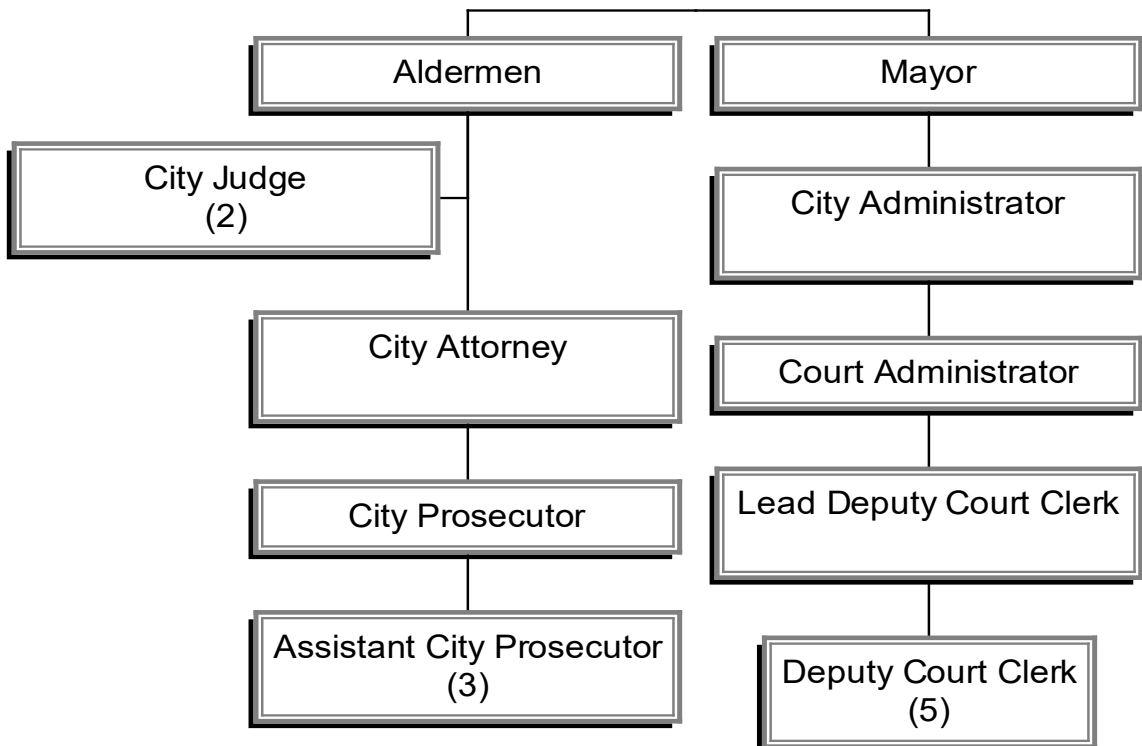 Aldermen
Mayor
City Judge
(2)
City Administrator
City Attorney
Court Administrator
City Prosecutor
Lead Deputy Court Clerk
Assistant City Prosecutor
(3)
Deputy Court Clerk
(5)